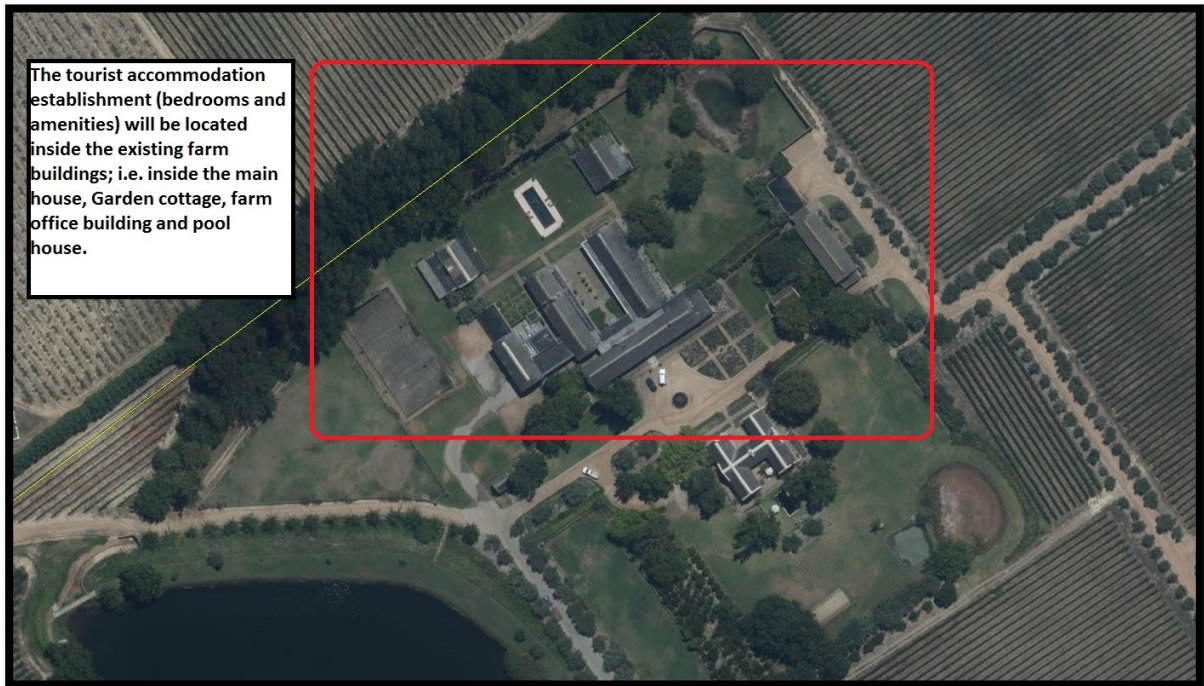 The tourist accommodation
establishment (bedrooms and
amenities) will be located
inside the existing farm
buildings; i.e. inside the main
house, Garden cottage, farm
office building and pool
house.